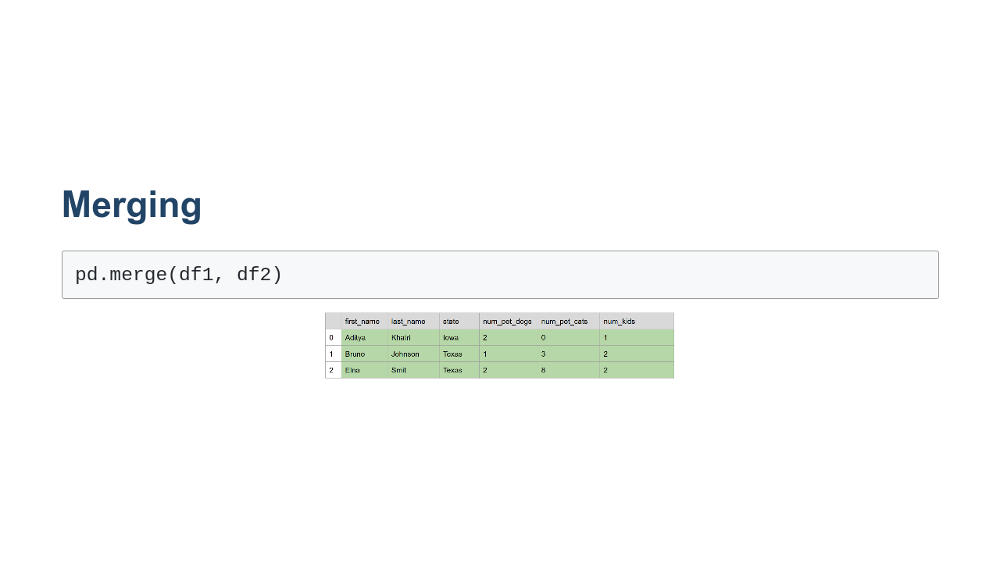 Merging
pd.merge(df1, df2)
first_name last_name state num_pet_dogs num_pet_cats num_kids
0 Aditya Khatri Iowa 2 0 1
1 Bruno Johnson Texas 1 3 2
2 Elna Smit Texas 2 8 2